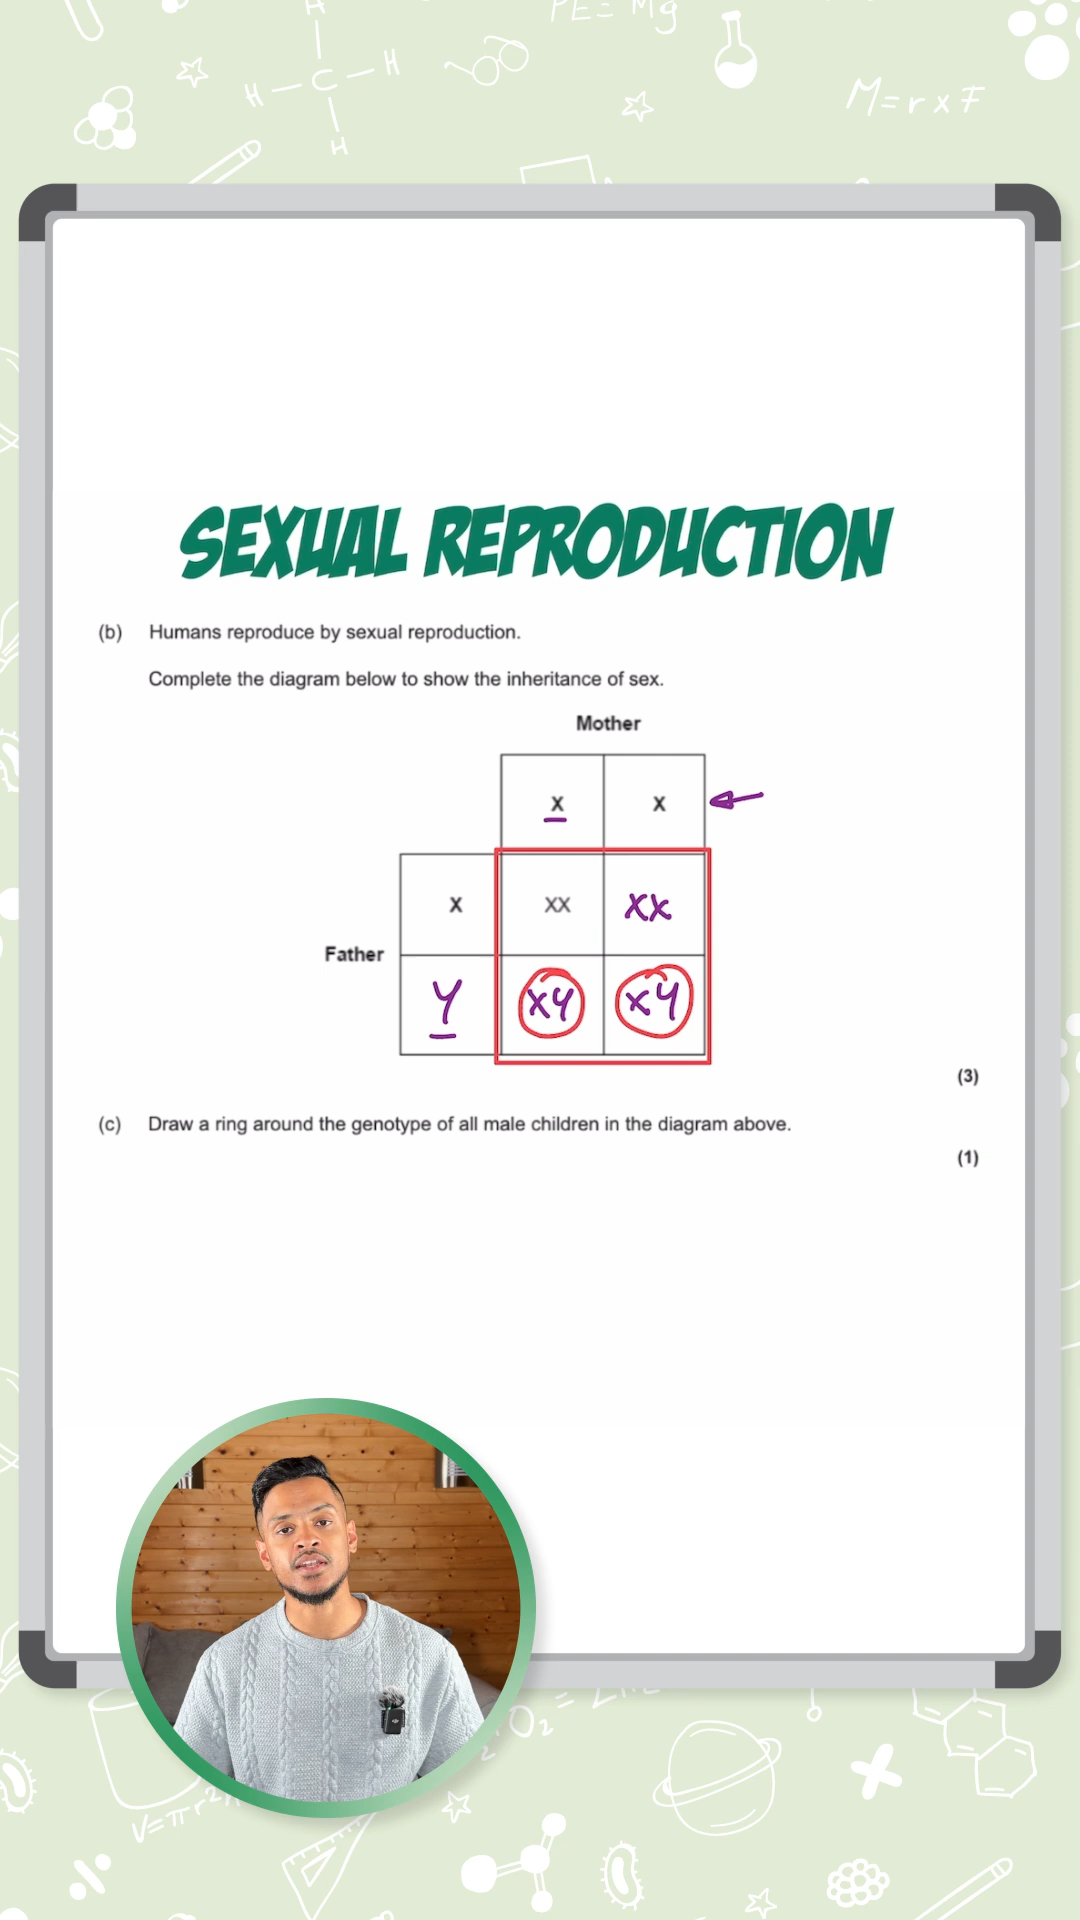 PE = Mg
H
H — C — H
H
M = r x F
SEXUAL REPRODUCTION
(b) Humans reproduce by sexual reproduction.
Complete the diagram below to show the inheritance of sex.
Mother
X X
X XX XX
Father
Y XY XY
(3)
(c) Draw a ring around the genotype of all male children in the diagram above.
(1)
V=πr²